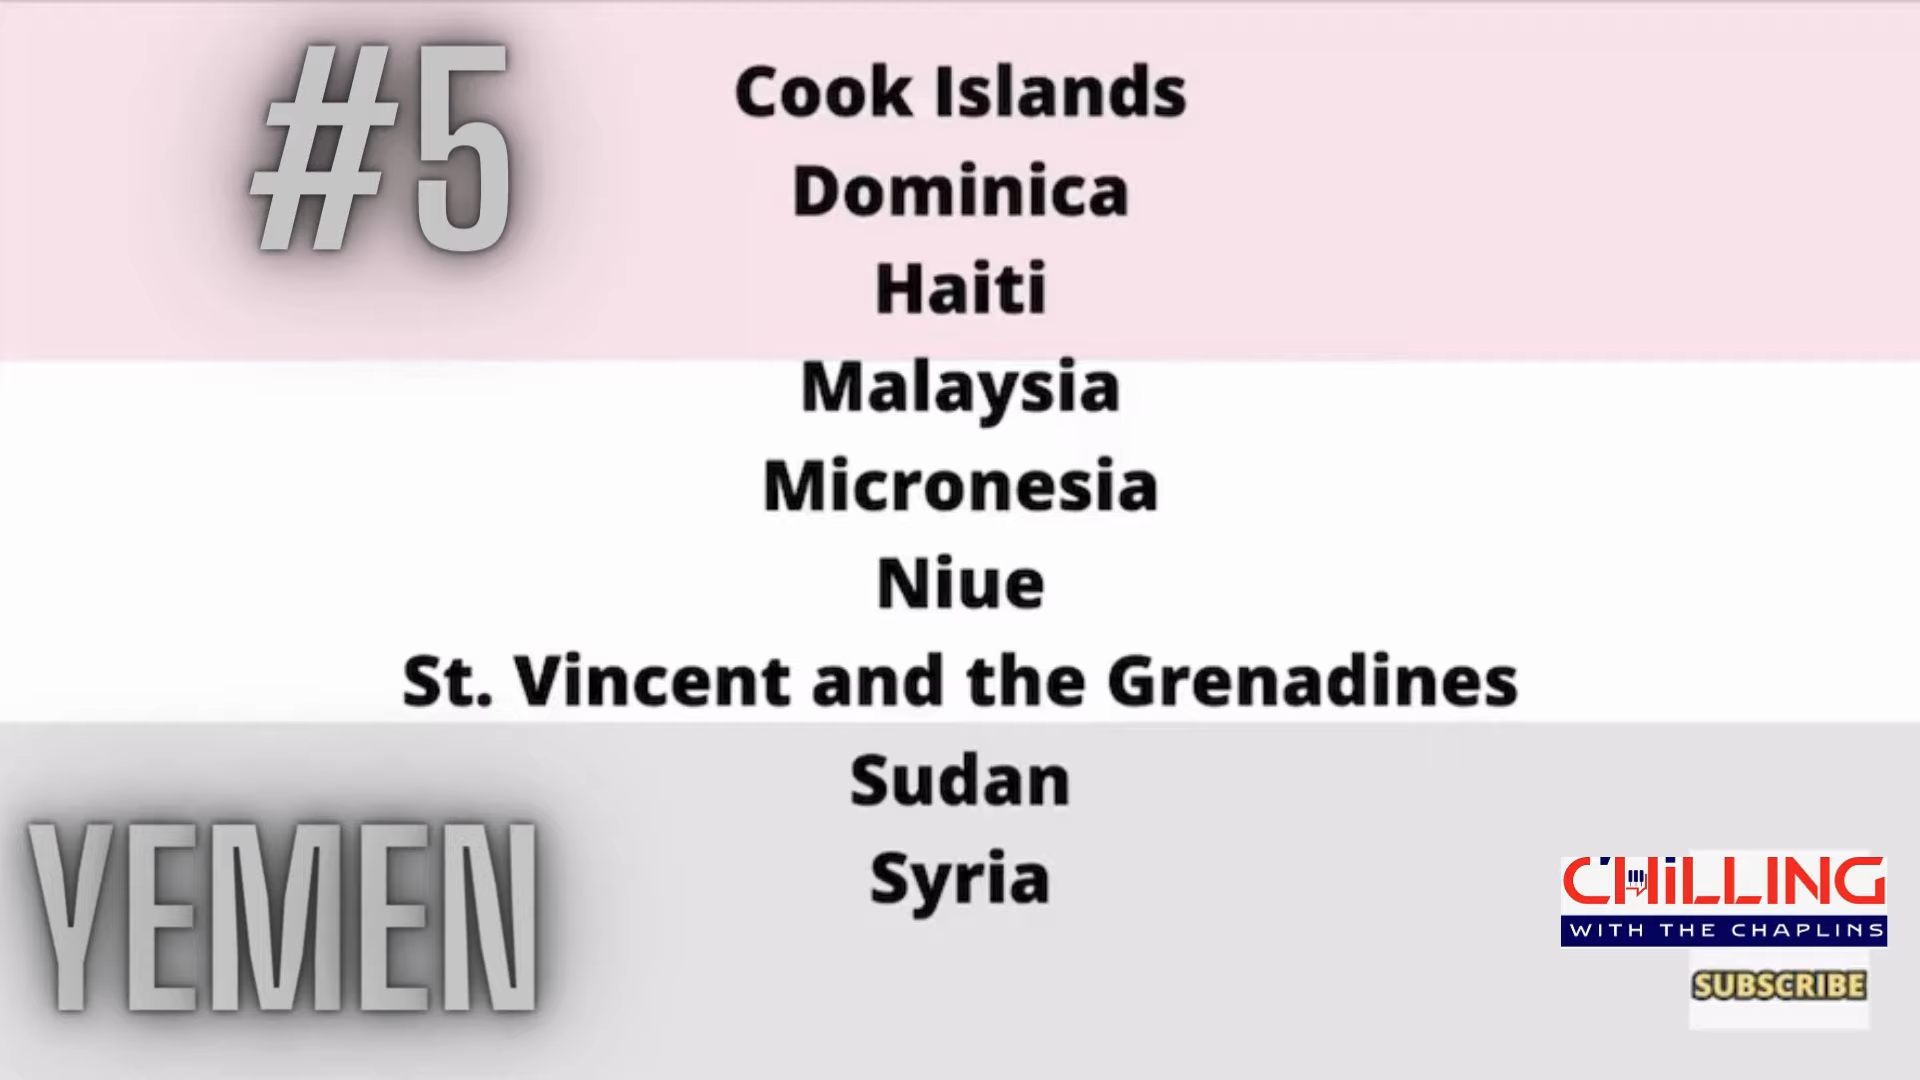 #5
Cook Islands
Dominica
Haiti
Malaysia
Micronesia
Niue
St. Vincent and the Grenadines
Sudan
Syria
YEMEN
CHiLLING
WITH THE CHAPLINS
SUBSCRIBE